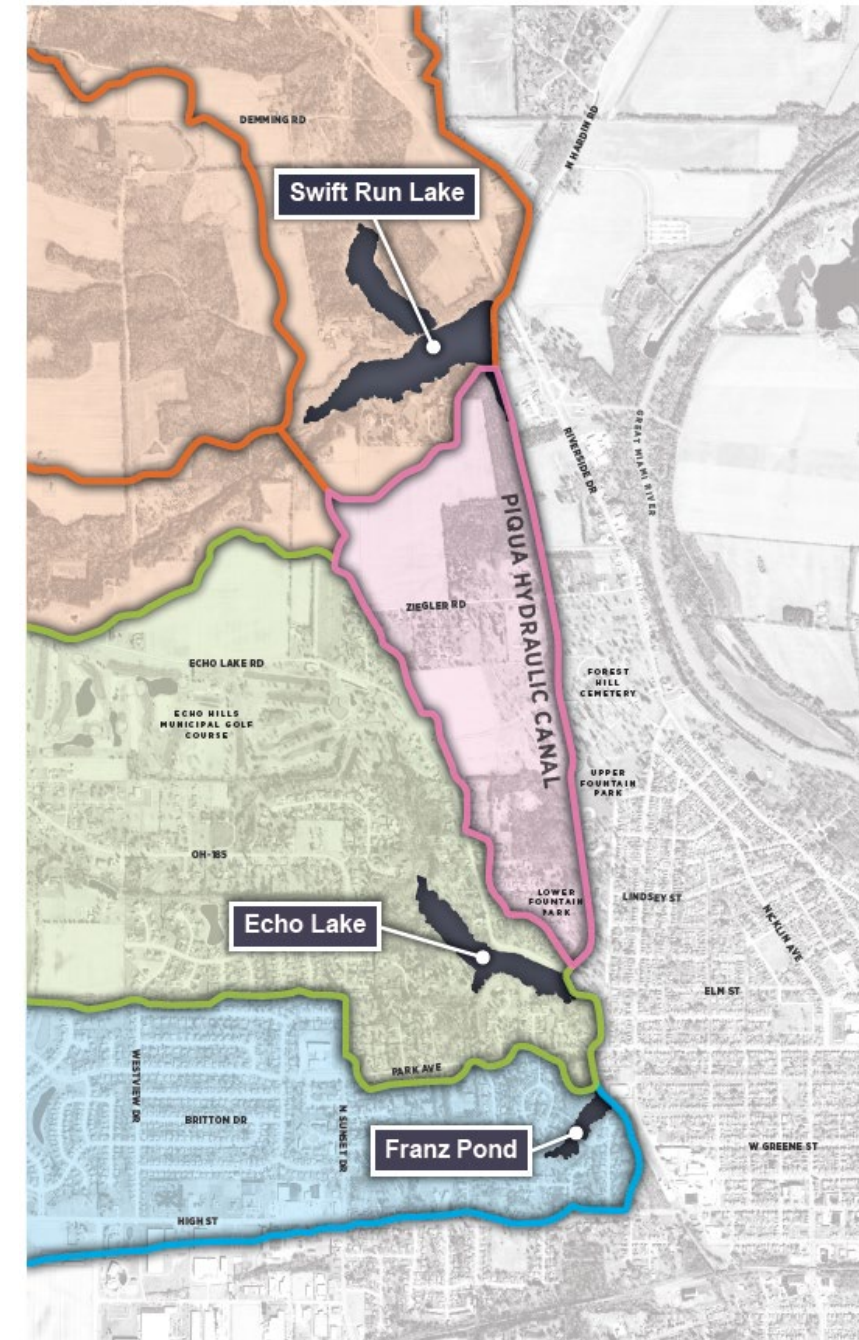 DEMMING RD
N HARDIN RD
Swift Run Lake
GREAT MIAMI RIVER
RIVERSIDE DR
PIQUA HYDRAULIC CANAL
ZIEGLER RD
ECHO LAKE RD
FOREST
HILL
CEMETERY
ECHO HILLS
MUNICIPAL GOLF
COURSE
UPPER
FOUNTAIN
PARK
OH-185
LOWER
FOUNTAIN
PARK
LINDSEY ST
NICKLIN AVE
Echo Lake
ELM ST
PARK AVE
WESTVIEW DR
BRITTON DR
N SUNSET DR
Franz Pond
W GREENE ST
HIGH ST